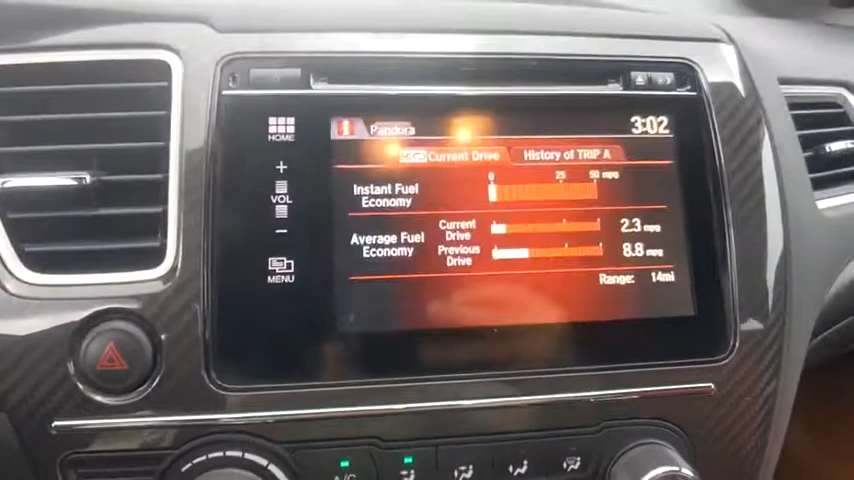 HOME
i Pandora 3:02
Current Drive History of TRIP A
+
VOL
-
0 25 50 mpg
Instant Fuel
Economy
Average Fuel
Economy
Current
Drive
2.3 mpg
Previous
Drive
8.8 mpg
MENU
Range: 14mi
A/C